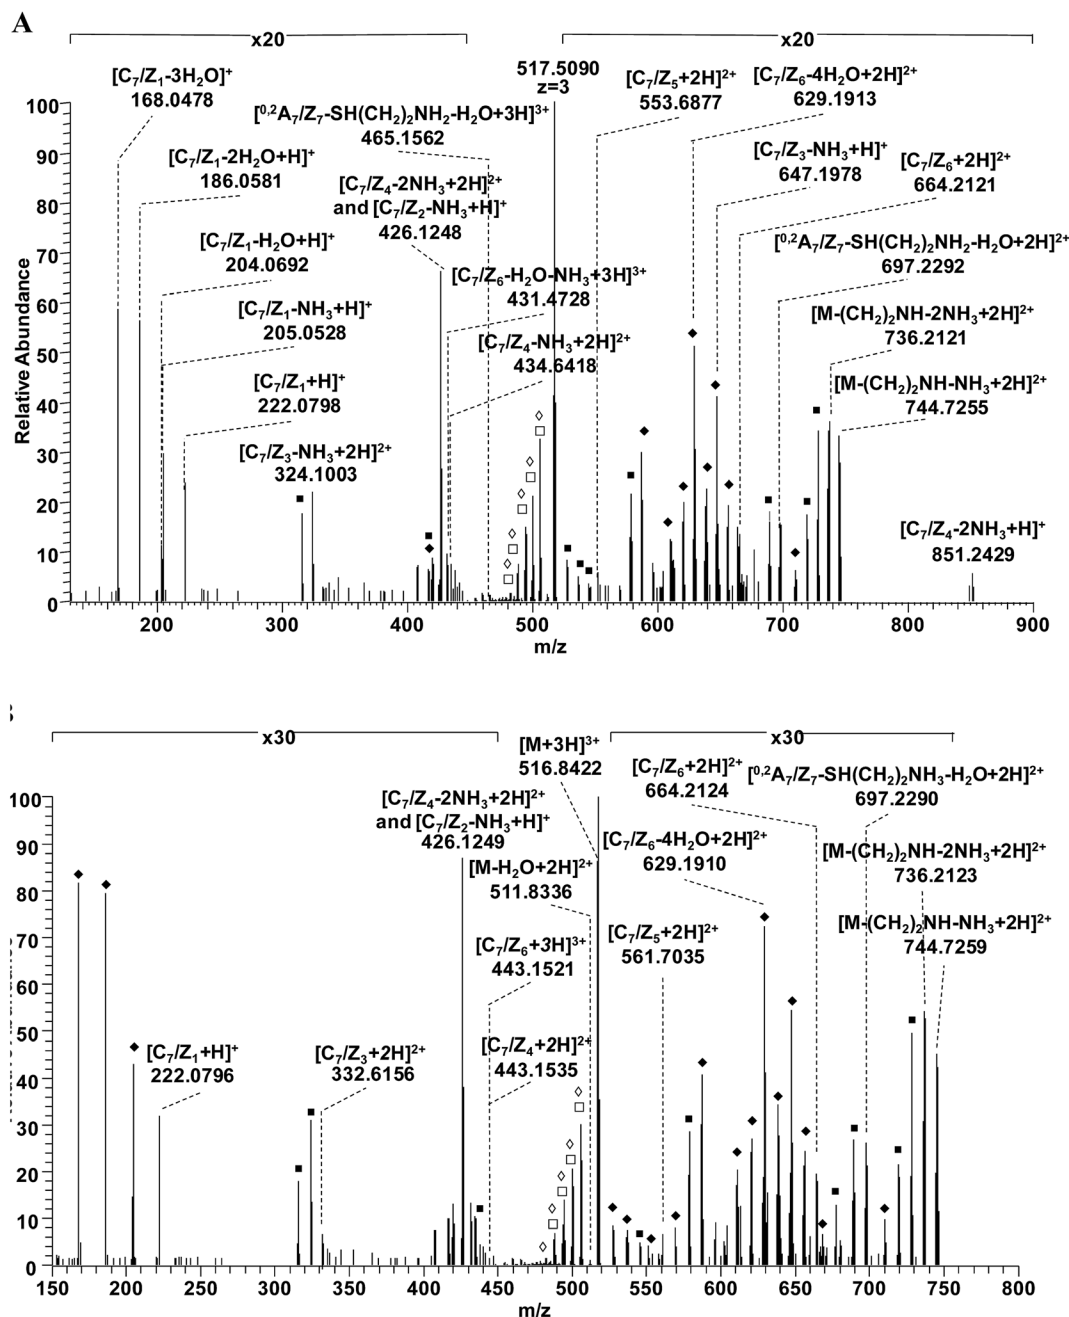 A
x20
x20
[C7/Z1-3H2O]+
168.0478
517.5090
z=3
[C7/Z5+2H]2+
553.6877
[C7/Z6-4H2O+2H]2+
629.1913
[0,2A7/Z7-SH(CH2)2NH2-H2O+3H]3+
465.1562
[C7/Z1-2H2O+H]+
186.0581
[C7/Z3-NH3+H]+
647.1978
[C7/Z6+2H]2+
664.2121
[C7/Z4-2NH3+2H]2+
and [C7/Z2-NH3+H]+
426.1248
[C7/Z1-H2O+H]+
204.0692
[0,2A7/Z7-SH(CH2)2NH2-H2O+2H]2+
697.2292
[C7/Z6-H2O-NH3+3H]3+
431.4728
[C7/Z1-NH3+H]+
205.0528
[M-(CH2)2NH-2NH3+2H]2+
736.2121
[C7/Z4-NH3+2H]2+
434.6418
[C7/Z1+H]+
222.0798
[M-(CH2)2NH-NH3+2H]2+
744.7255
[C7/Z3-NH3+2H]2+
324.1003
[C7/Z4-2NH3+H]+
851.2429
Relative Abundance
100
90
80
70
60
50
40
30
20
10
0
200 300 400 500 600 700 800 900
m/z
x30
x30
[M+3H]3+
516.8422
[C7/Z6+2H]2+
664.2124
[0,2A7/Z7-SH(CH2)2NH3-H2O+2H]2+
697.2290
[C7/Z4-2NH3+2H]2+
and [C7/Z2-NH3+H]+
426.1249
[C7/Z6-4H2O+2H]2+
629.1910
[M-(CH2)2NH-2NH3+2H]2+
736.2123
[M-H2O+2H]2+
511.8336
[M-(CH2)2NH-NH3+2H]2+
744.7259
[C7/Z5+2H]2+
561.7035
[C7/Z6+3H]3+
443.1521
[C7/Z4+2H]2+
443.1535
[C7/Z1+H]+
222.0796
[C7/Z3+2H]2+
332.6156
100
90
80
70
60
50
40
30
20
10
0
150 200 250 300 350 400 450 500 550 600 650 700 750 800
m/z